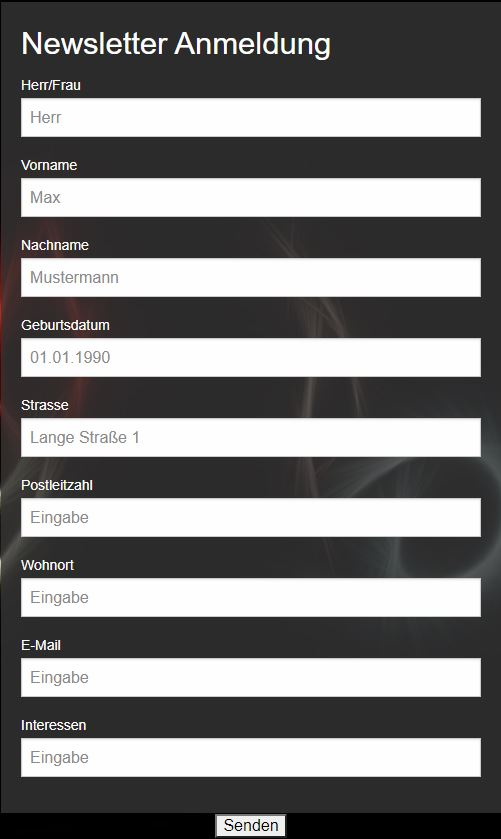 Newsletter Anmeldung
Herr/Frau
Herr
Vorname
Max
Nachname
Mustermann
Geburtsdatum
01.01.1990
Strasse
Lange Straße 1
Postleitzahl
Eingabe
Wohnort
Eingabe
E-Mail
Eingabe
Interessen
Eingabe
Senden